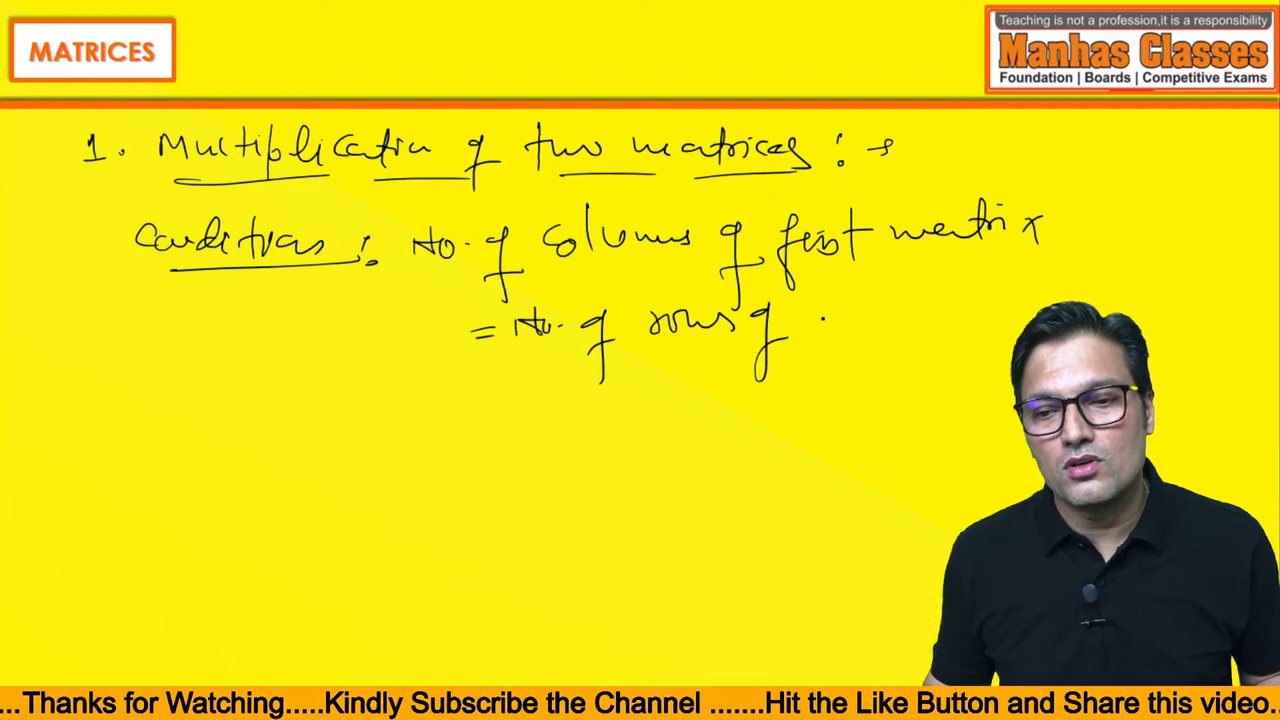 MATRICES
Teaching is not a profession,it is a responsibility
Manhas Classes
Foundation | Boards | Competitive Exams
1. Multiplication of two matrices : →
Conditions : No. of columns of first matrix
= No. of rows of
...Thanks for Watching.....Kindly Subscribe the Channel .......Hit the Like Button and Share this video..